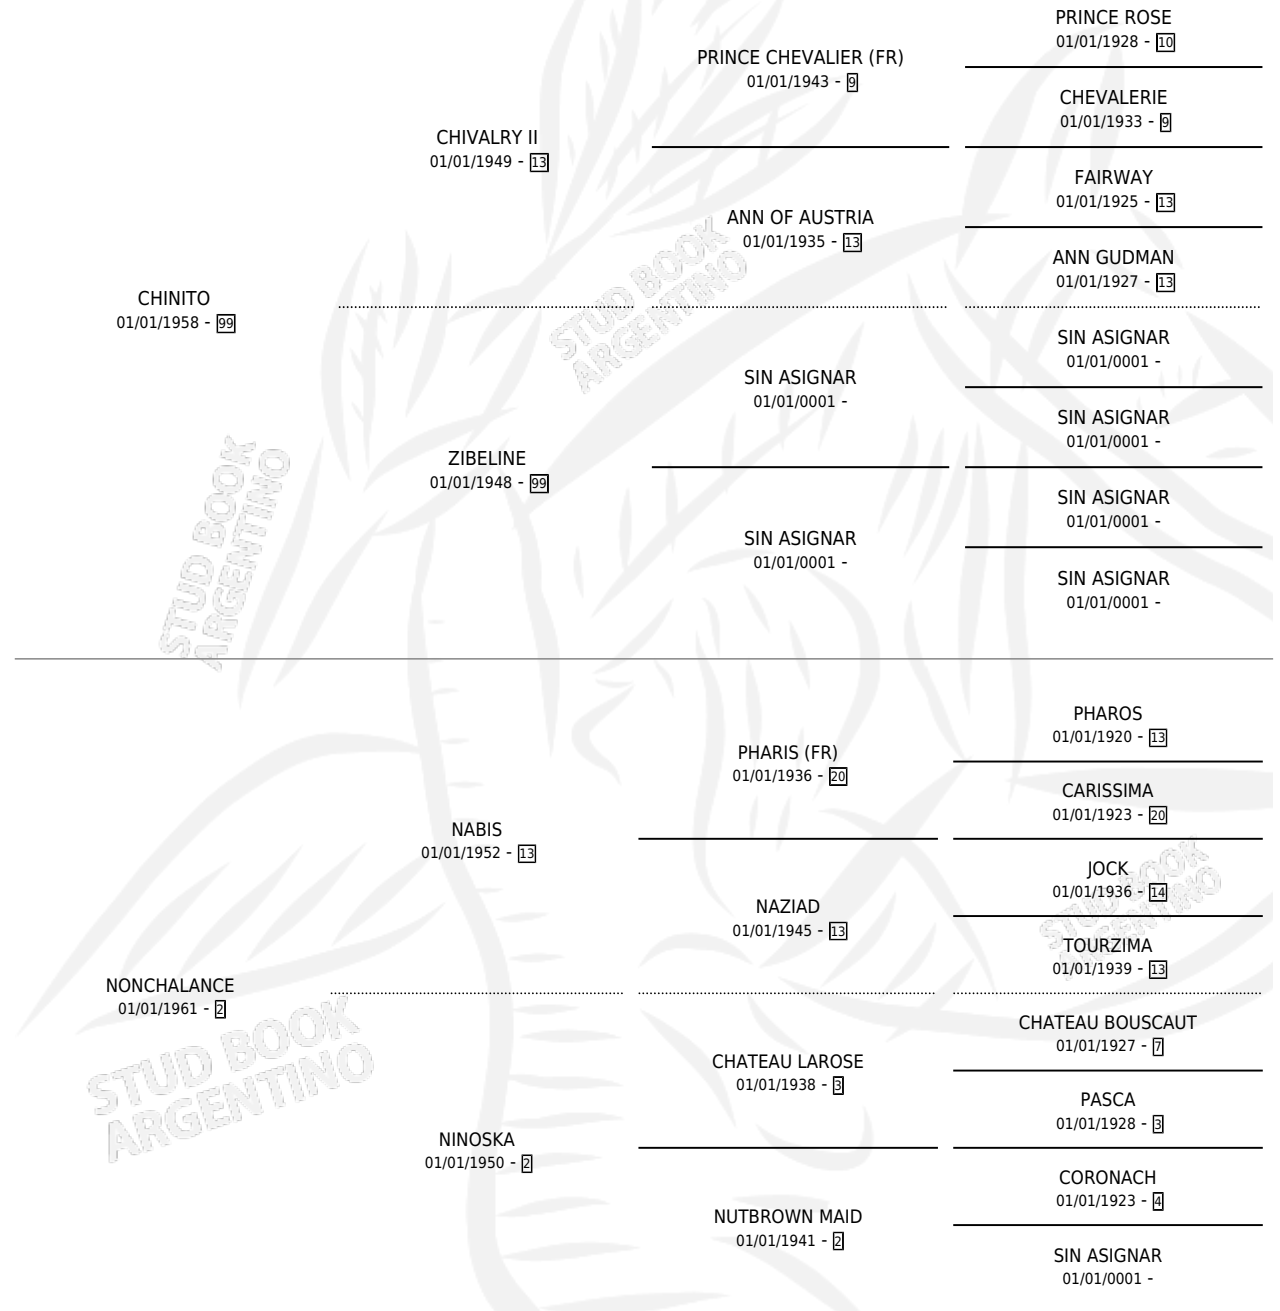 PRINCE ROSE
01/01/1928 - 10
PRINCE CHEVALIER (FR)
01/01/1943 - 9
CHEVALERIE
01/01/1933 - 9
CHIVALRY II
01/01/1949 - 13
FAIRWAY
01/01/1925 - 13
ANN OF AUSTRIA
01/01/1935 - 13
ANN GUDMAN
01/01/1927 - 13
CHINITO
01/01/1958 - 99
SIN ASIGNAR
01/01/0001 -
SIN ASIGNAR
01/01/0001 -
SIN ASIGNAR
01/01/0001 -
ZIBELINE
01/01/1948 - 99
SIN ASIGNAR
01/01/0001 -
SIN ASIGNAR
01/01/0001 -
SIN ASIGNAR
01/01/0001 -
STUD BOOK
ARGENTINO
STUD BOOK
ARGENTINO
PHAROS
01/01/1920 - 13
PHARIS (FR)
01/01/1936 - 20
CARISSIMA
01/01/1923 - 20
NABIS
01/01/1952 - 13
JOCK
01/01/1936 - 14
NAZIAD
01/01/1945 - 13
TOURZIMA
01/01/1939 - 13
STUD BOOK
ARGENTINO
NONCHALANCE
01/01/1961 - 2
CHATEAU BOUSCAUT
01/01/1927 - 7
CHATEAU LAROSE
01/01/1938 - 3
PASCA
01/01/1928 - 3
NINOSKA
01/01/1950 - 2
CORONACH
01/01/1923 - 4
NUTBROWN MAID
01/01/1941 - 2
SIN ASIGNAR
01/01/0001 -
STUD BOOK
ARGENTINO